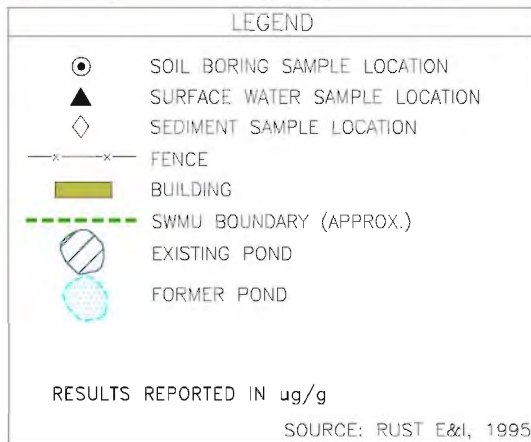 LEGEND
SOIL BORING SAMPLE LOCATION
SURFACE WATER SAMPLE LOCATION
SEDIMENT SAMPLE LOCATION
FENCE
BUILDING
SWMU BOUNDARY (APPROX.)
EXISTING POND
FORMER POND
RESULTS REPORTED IN ug/g
SOURCE: RUST E&I, 1995